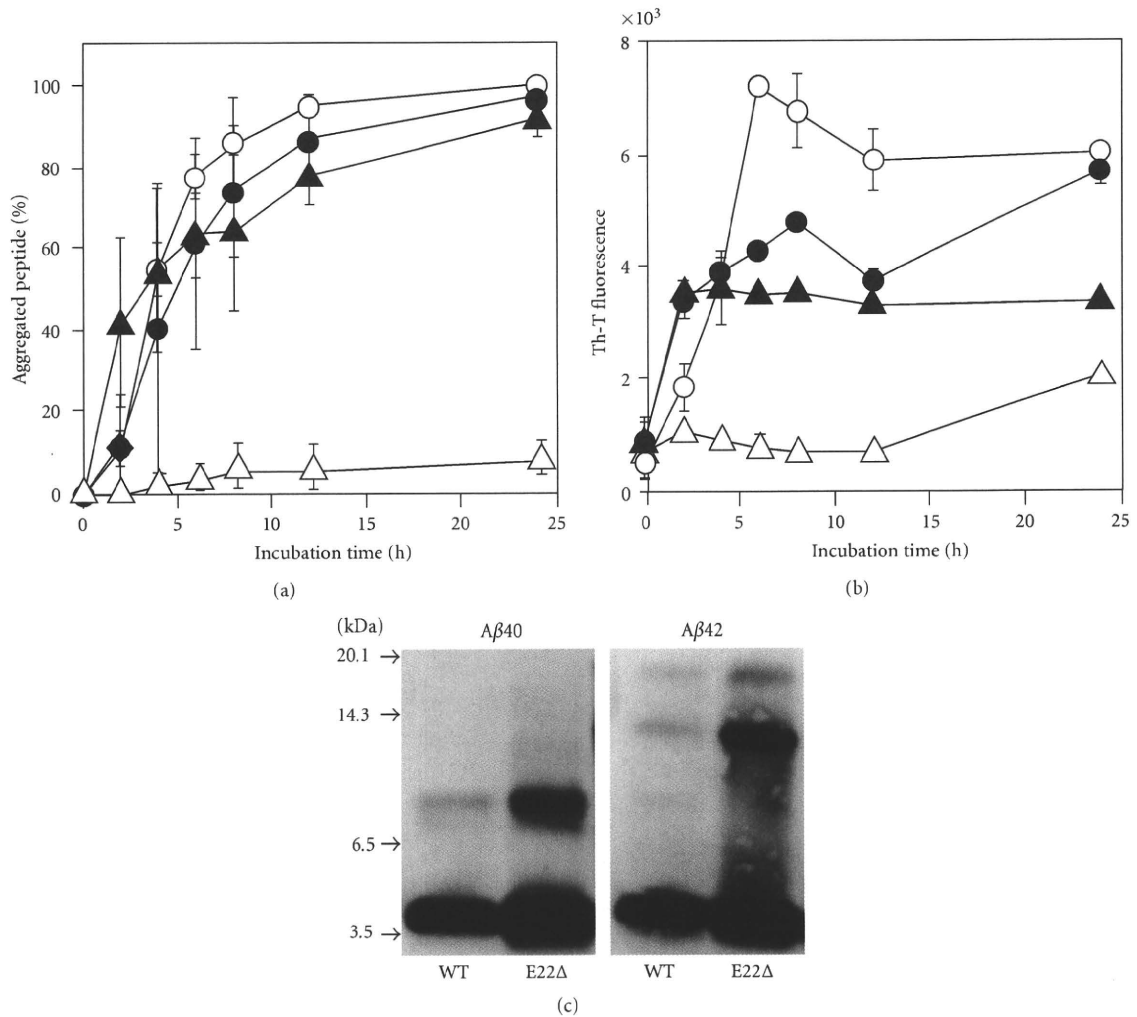 ×10³
100
80
60
40
20
0
Aggregated peptide (%)
0 5 10 15 20 25
Incubation time (h)
(a)
8
6
4
2
0
Th-T fluorescence
0 5 10 15 20 25
Incubation time (h)
(b)
(kDa)
Aβ40
Aβ42
20.1 →
14.3 →
6.5 →
3.5 →
WT
E22Δ
WT
E22Δ
(c)